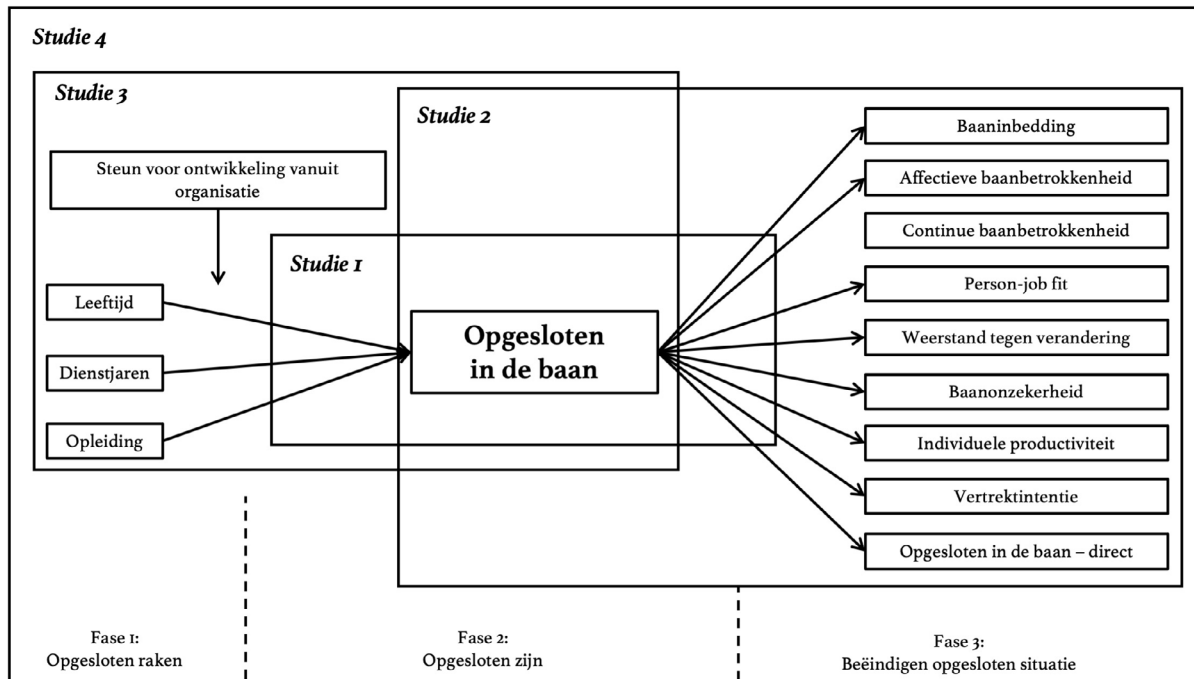 Studie 4
Studie 3
Steun voor ontwikkeling vanuit
organisatie
Leeftijd
Dienstjaren
Opleiding
Studie 1
Studie 2
Opgesloten
in de baan
Baaninbedding
Affectieve baanbetrokkenheid
Continue baanbetrokkenheid
Person-job fit
Weerstand tegen verandering
Baanonzekerheid
Individuele productiviteit
Vertrektintentie
Opgesloten in de baan – direct
Fase 1:
Opgesloten raken
Fase 2:
Opgesloten zijn
Fase 3:
Beëindigen opgesloten situatie